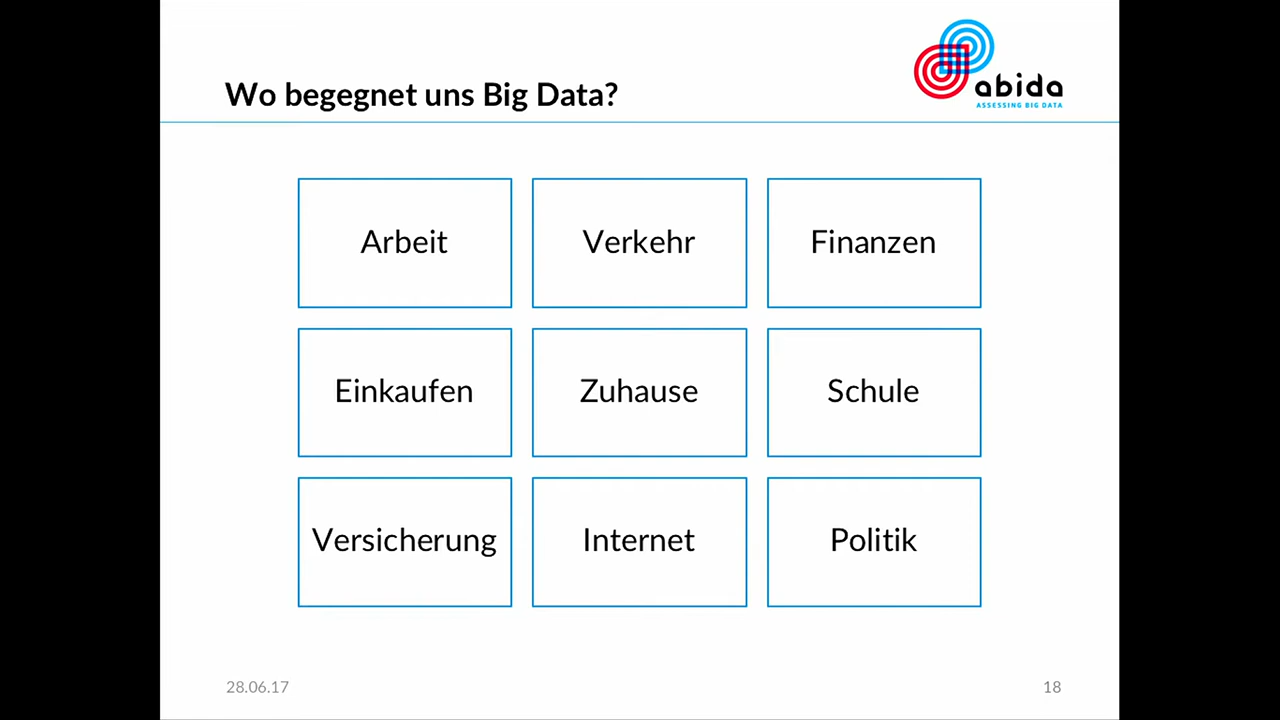 Wo begegnet uns Big Data?
abida
ASSESSING BIG DATA
Arbeit
Verkehr
Finanzen
Einkaufen
Zuhause
Schule
Versicherung
Internet
Politik
28.06.17
18